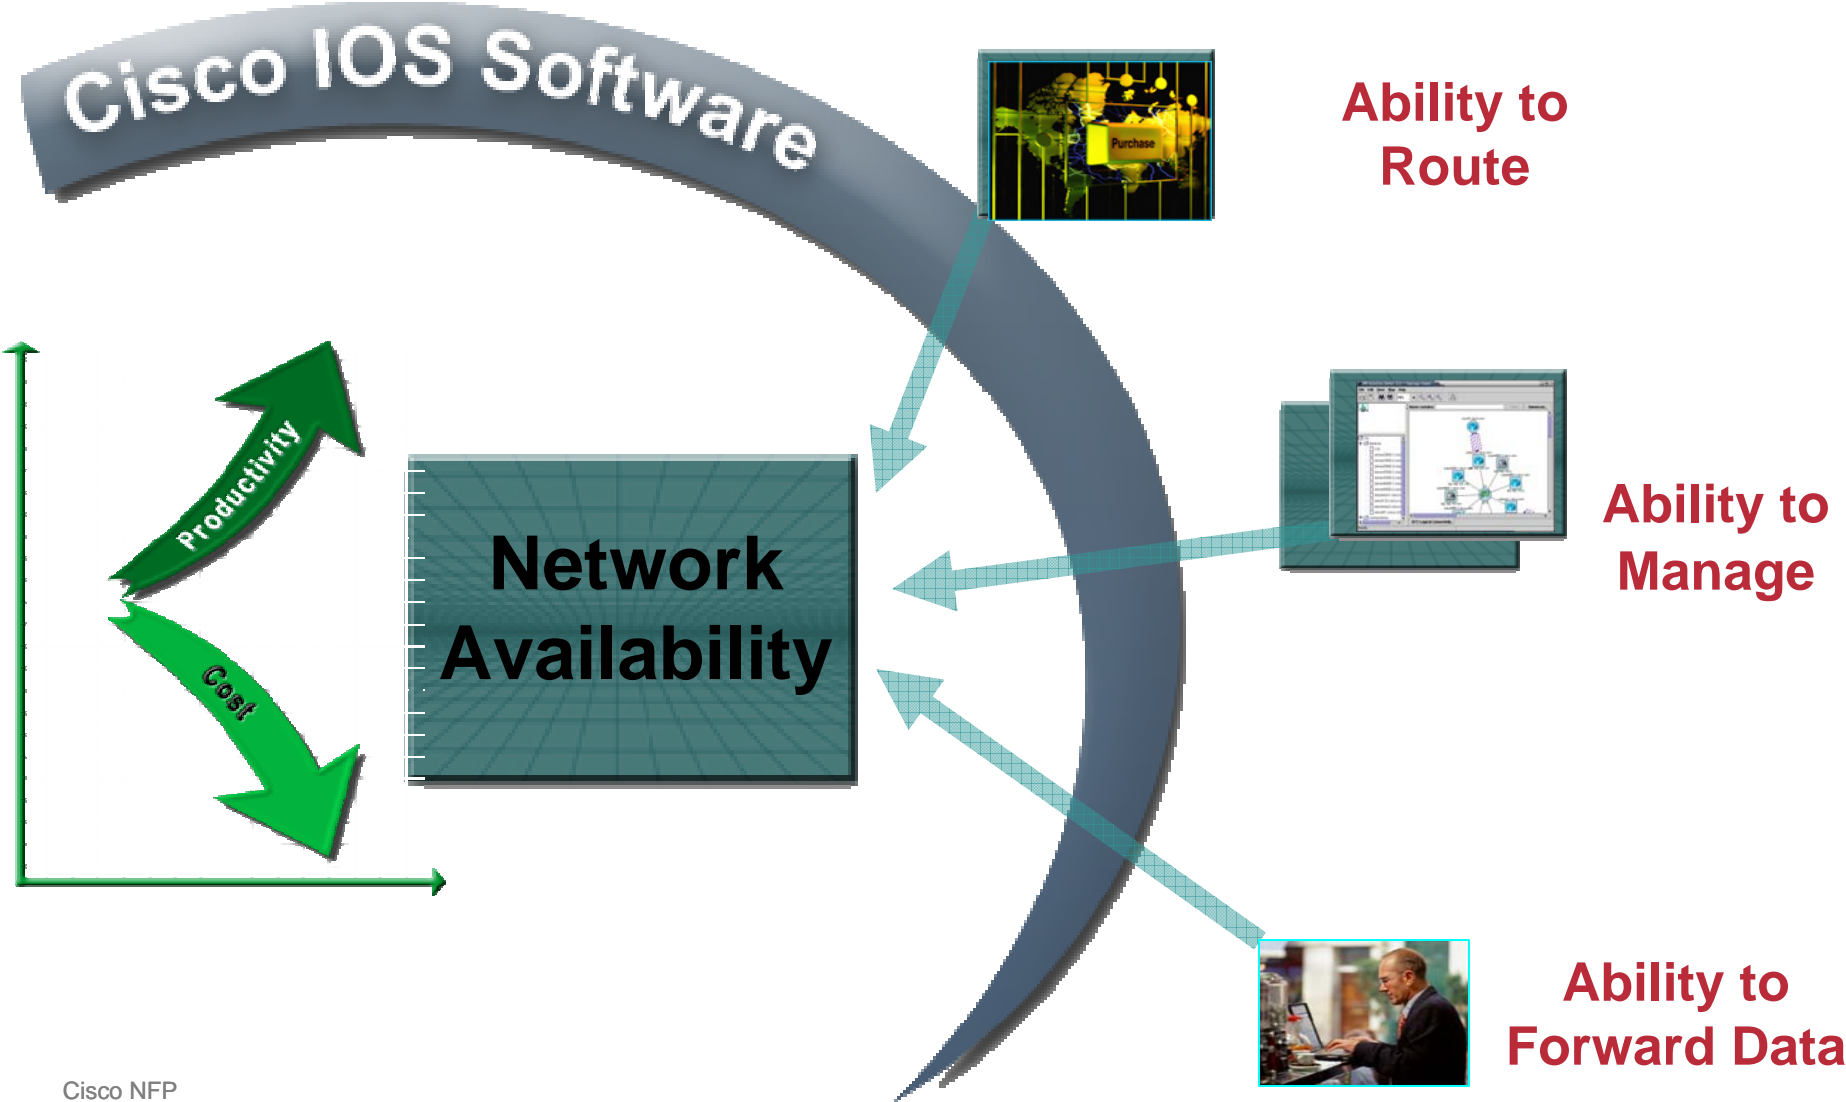 Cisco IOS Software
Purchase
Ability to
Route
Productivity
Cost
Network
Availability
Ability to
Manage
Ability to
Forward Data
Cisco NFP